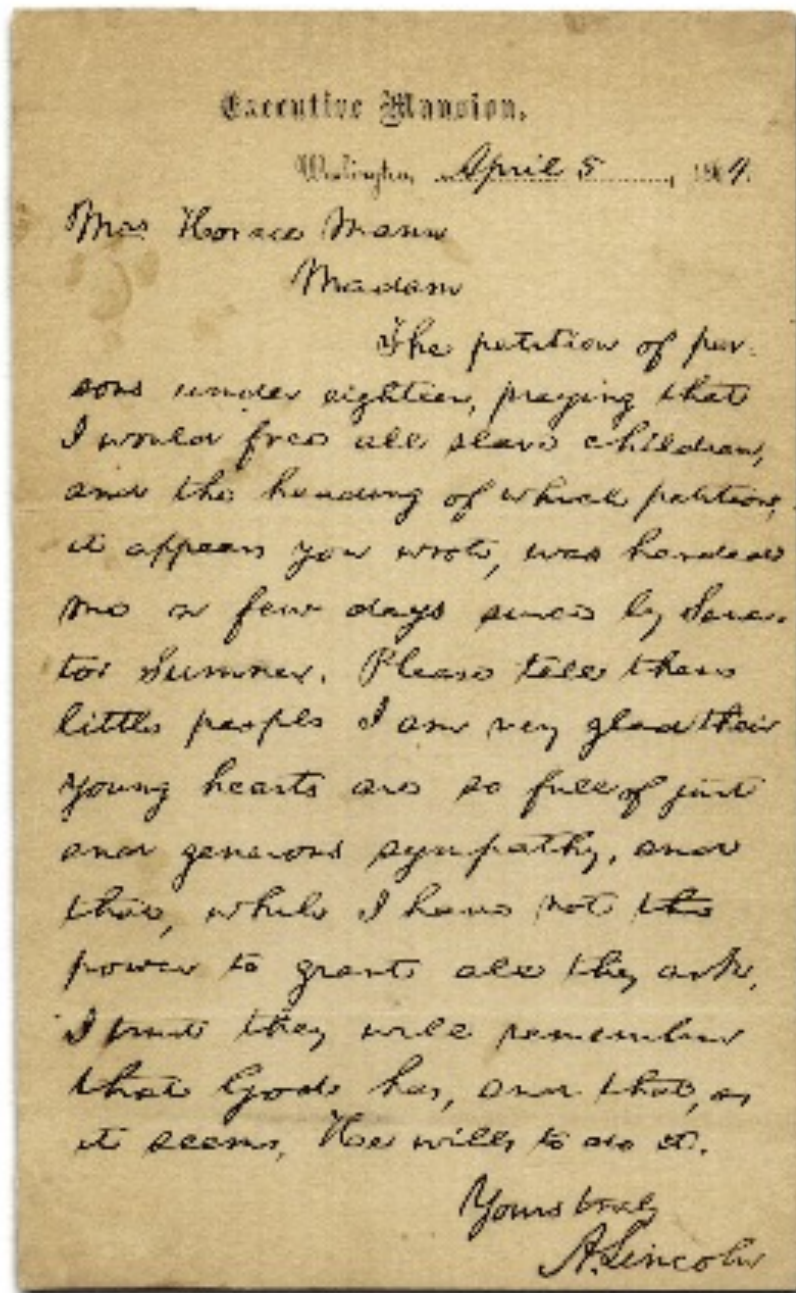 Executive Mansion,
Washington, April 5, 1864.
Mrs Horace Mann
Madam
The petition of per-
sons under eighteen, praying that
I would free all slave children,
and the heading of which petition,
it appears you wrote, was handed
me a few days since by Sena-
tor Sumner. Please tell these
little people I am very glad their
young hearts are so full of just
and generous sympathy, and
that, while I have not the
power to grant all they ask,
I trust they will remember
that God has, and that, as
it seems, He wills to do it.
Yours truly
A. Lincoln